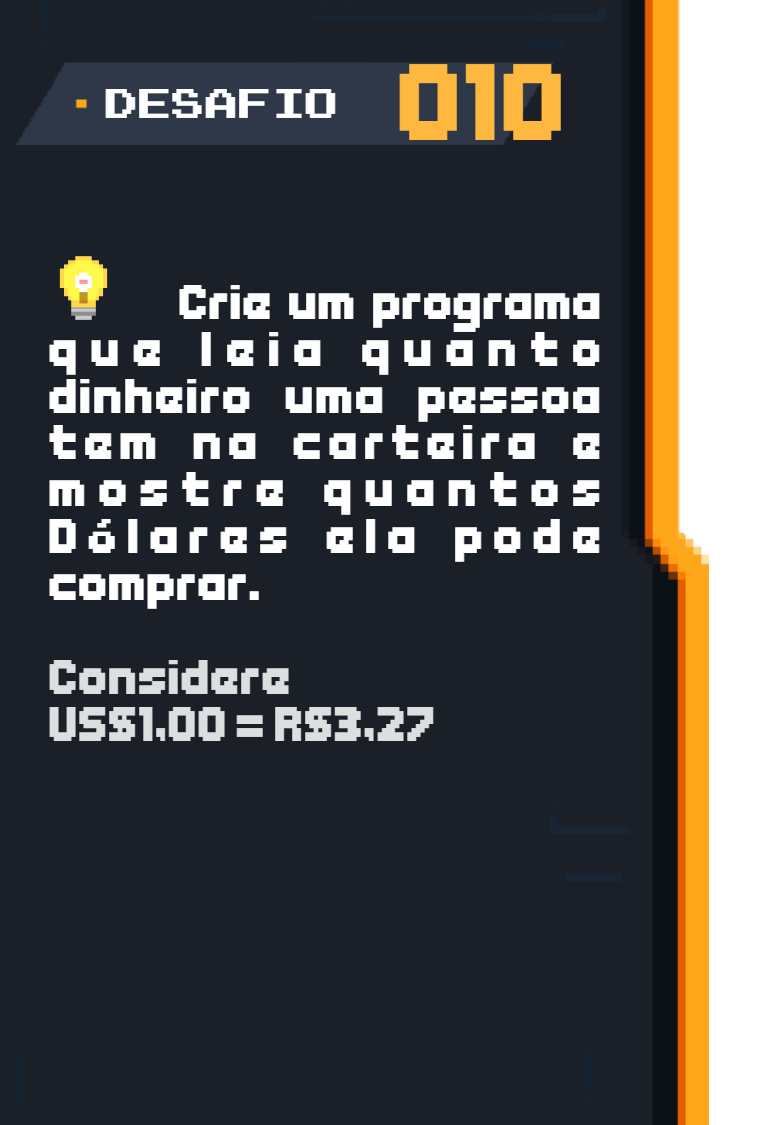 DESAFIO 010
Crie um programa
que leia quanto
dinheiro uma pessoa
tem na carteira e
mostre quantos
Dólares ela pode
comprar.
Considere
US$1,00 = R$3,27